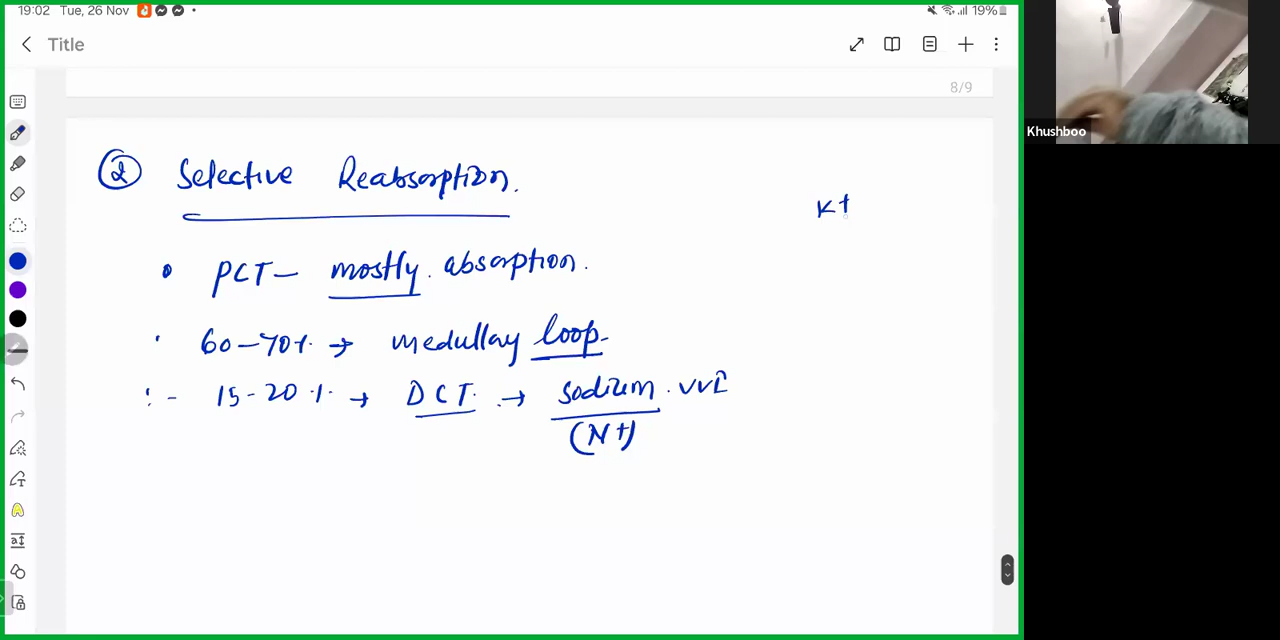 19:02 Tue, 26 Nov 19%
Title
8/9
Khushboo
② Selective Reabsorption.
K+
• PCT – mostly. absorption.
• 60-70% → medullay loop-
:- 15-20% → DCT. → Sodium. VVI
(N+)